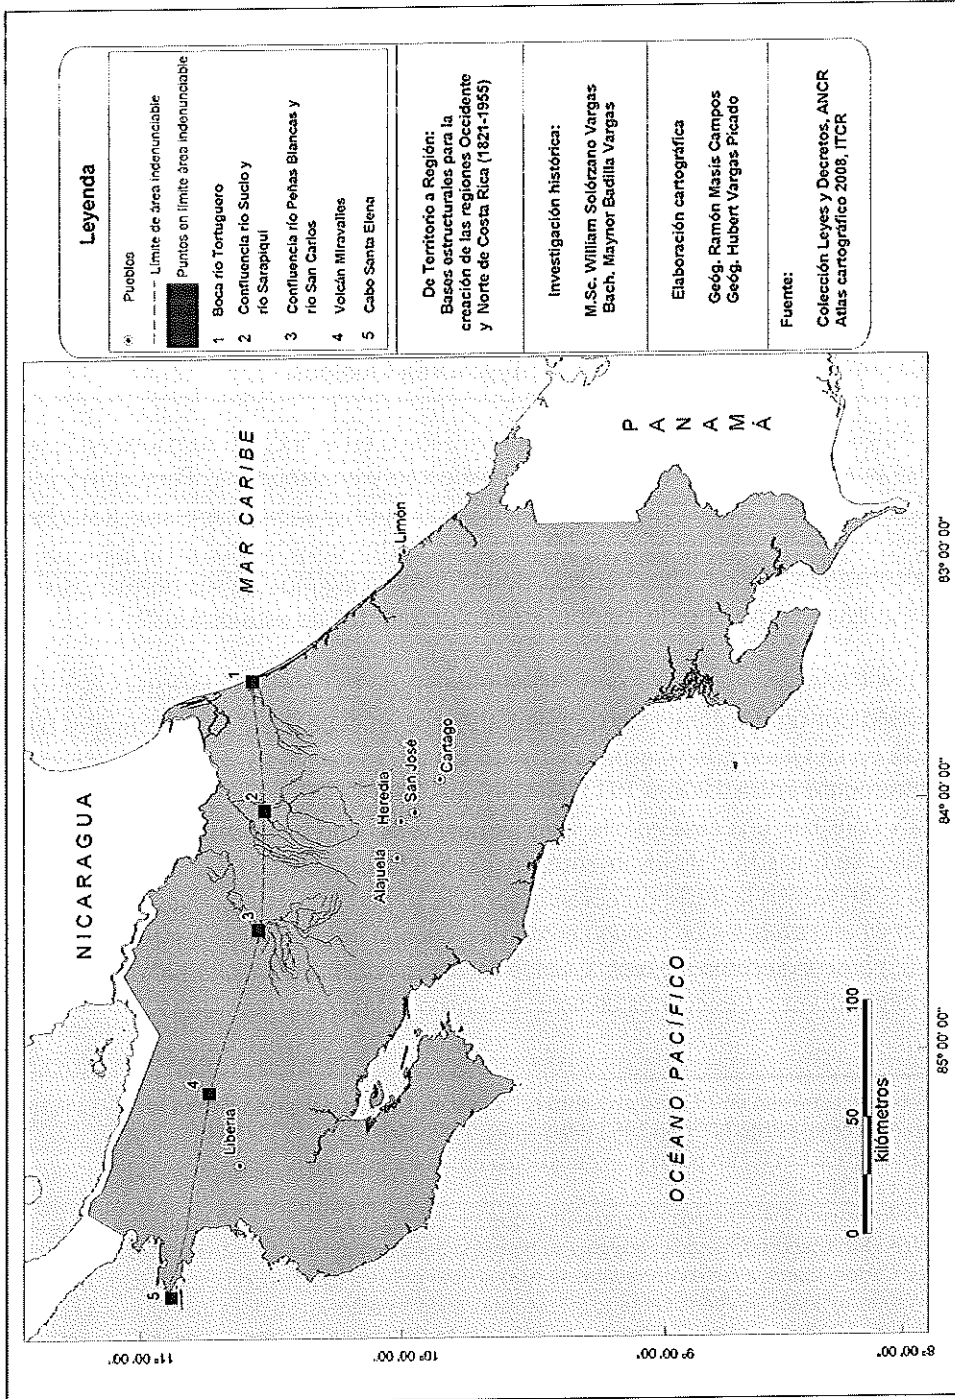 Leyenda
Pueblos
Límite de área indenunciable
Puntos en límite área indenunciable
1 Boca río Tortuguero
2 Confluencia río Sucio y
río Sarapiquí
3 Confluencia río Peñas Blancas y
río San Carlos
4 Volcán Miravalles
5 Cabo Santa Elena
De Territorio a Región:
Bases estructurales para la
creación de las regiones Occidente
y Norte de Costa Rica (1821-1955)
Investigación histórica:
M.Sc. William Solórzano Vargas
Bach. Maynor Badilla Vargas
Elaboración cartográfica
Geóg. Ramón Masís Campos
Geóg. Hubert Vargas Picado
Fuente:
Colección Leyes y Decretos, ANCR
Atlas cartográfico 2008, ITCR
NICARAGUA
MAR CARIBE
PANAMÁ
OCÉANO PACÍFICO
1
2
3
4
5
Limón
Cartago
San José
Heredia
Alajuela
Liberia
0 50 100
kilómetros
11° 00' 00"
10° 00' 00"
9° 00' 00"
8° 00' 00"
85° 00' 00"
84° 00' 00"
83° 00' 00"